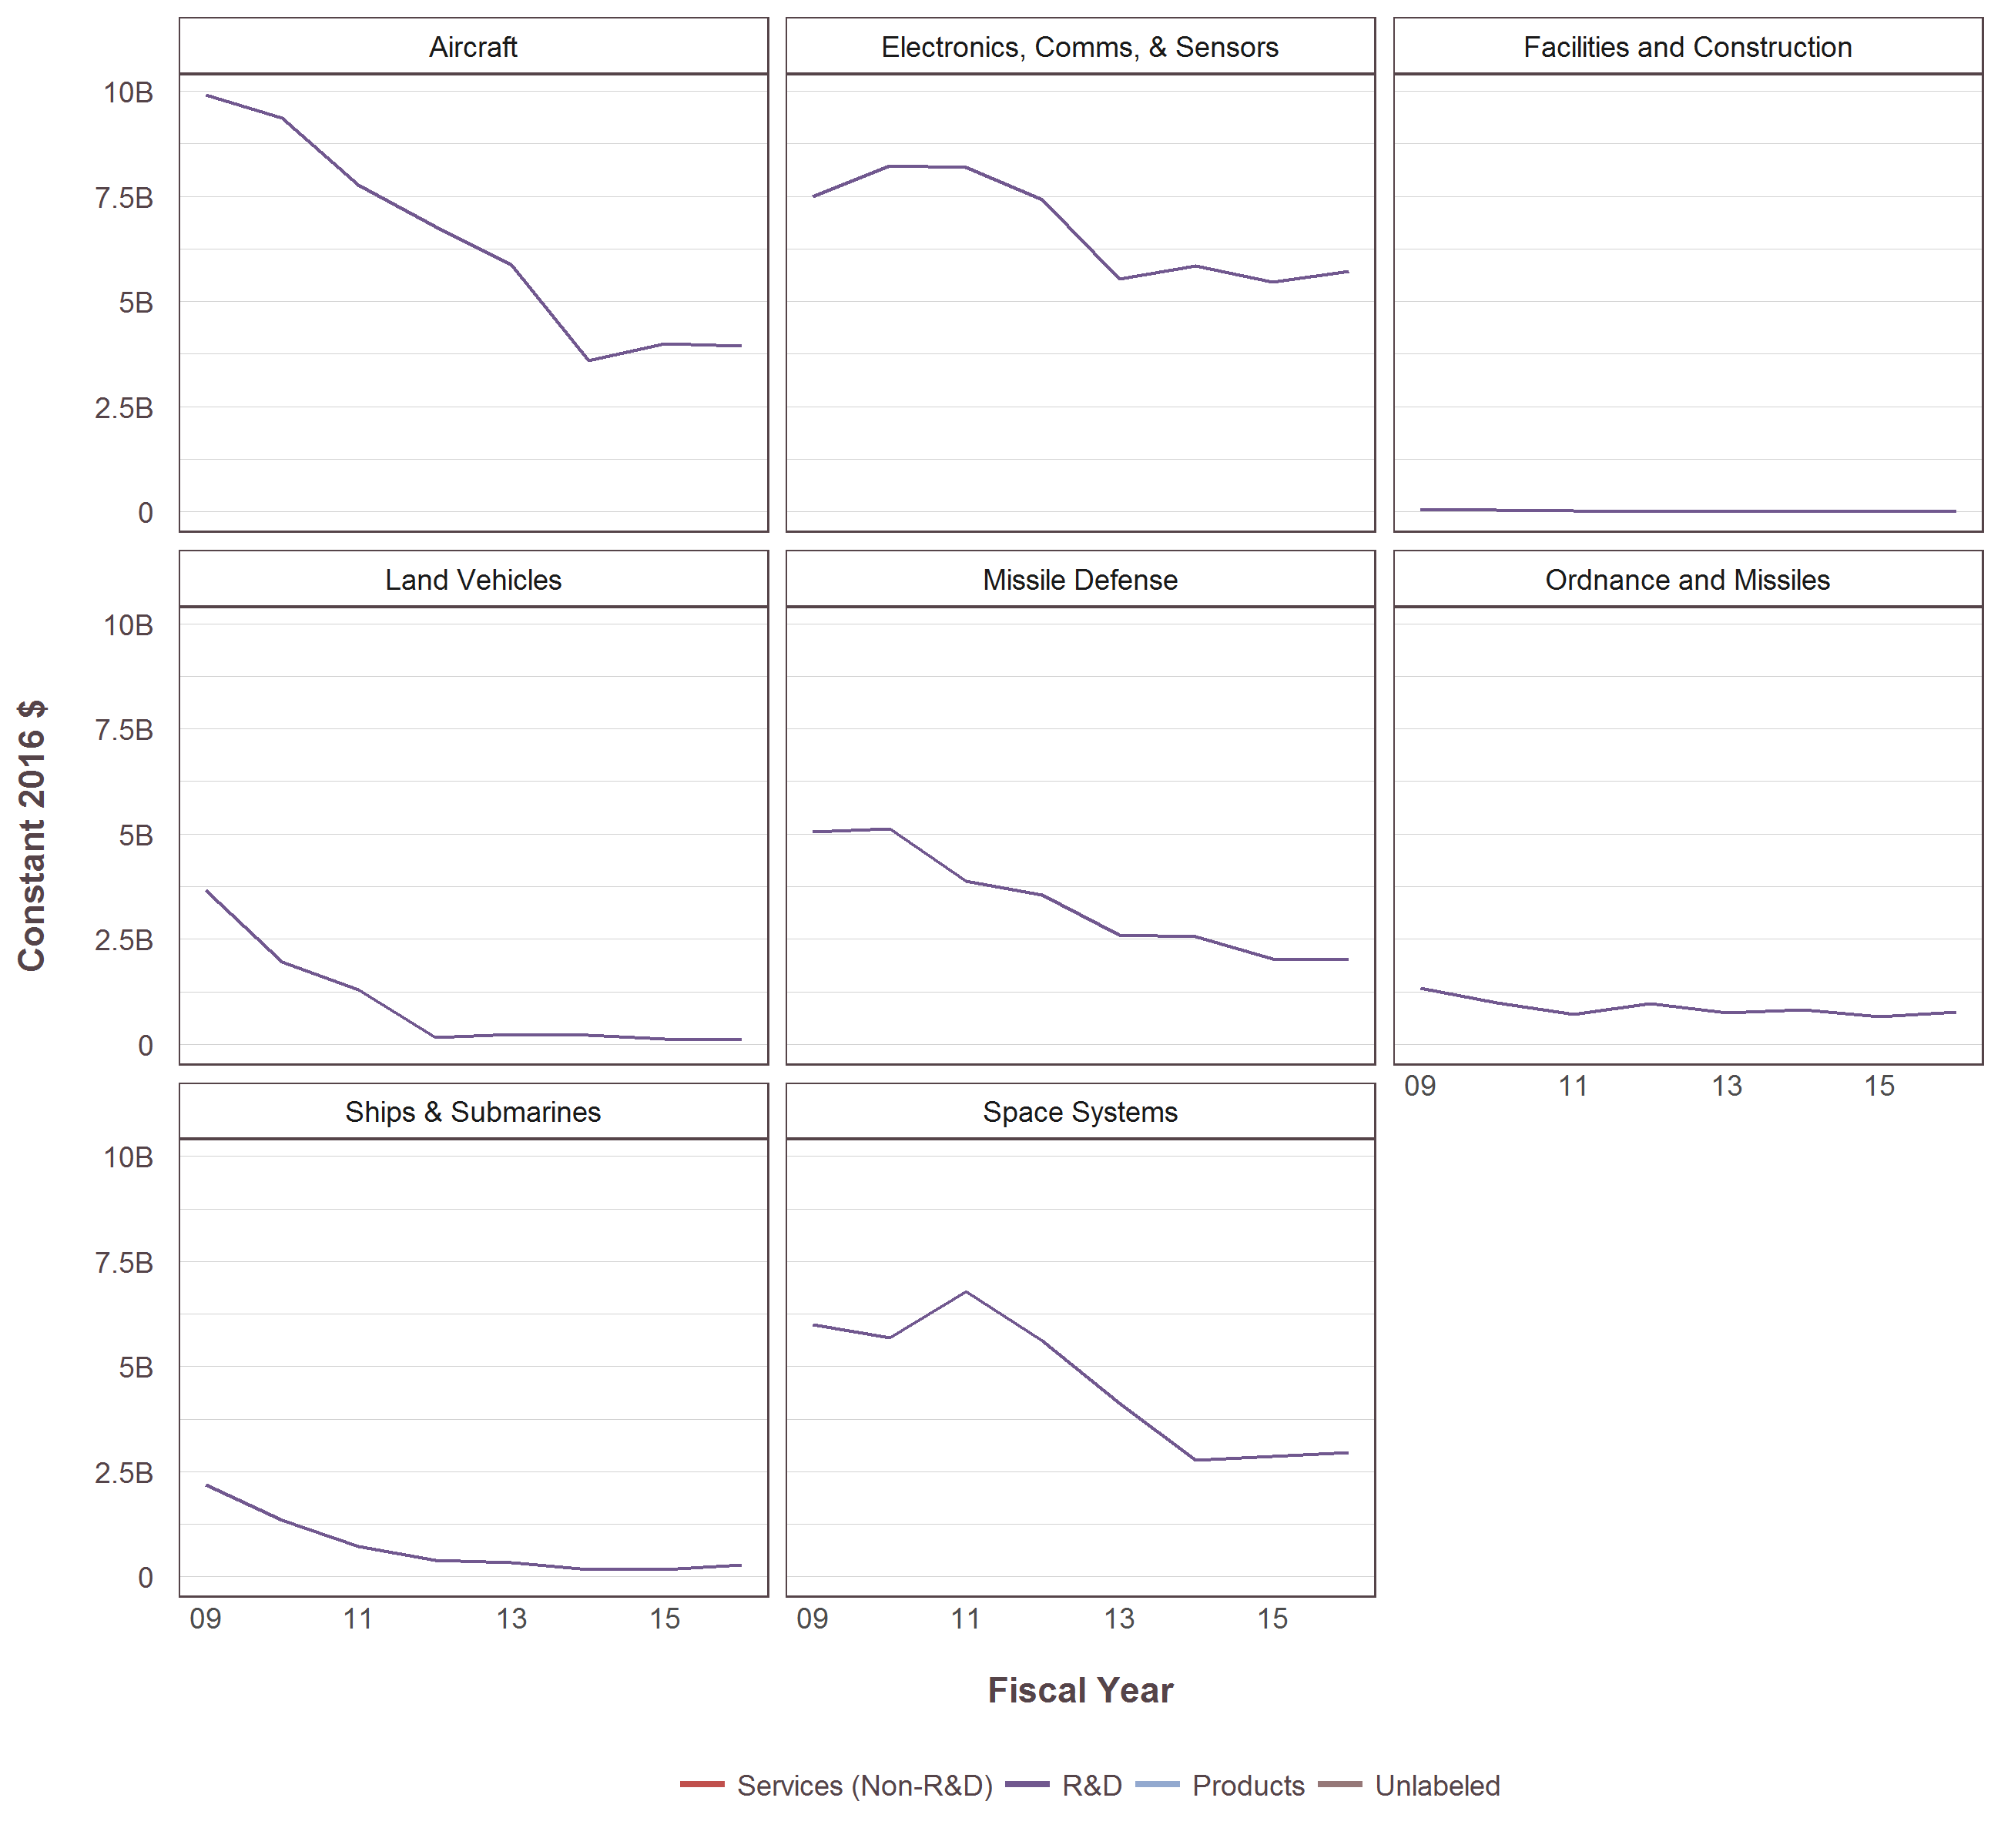 Aircraft
Electronics, Comms, & Sensors
Facilities and Construction
10B
7.5B
5B
2.5B
0
Land Vehicles
Missile Defense
Ordnance and Missiles
10B
7.5B
5B
2.5B
0
09 11 13 15
Ships & Submarines
Space Systems
10B
7.5B
5B
2.5B
0
09 11 13 15
09 11 13 15
Constant 2016 $
Fiscal Year
Services (Non-R&D) R&D Products Unlabeled